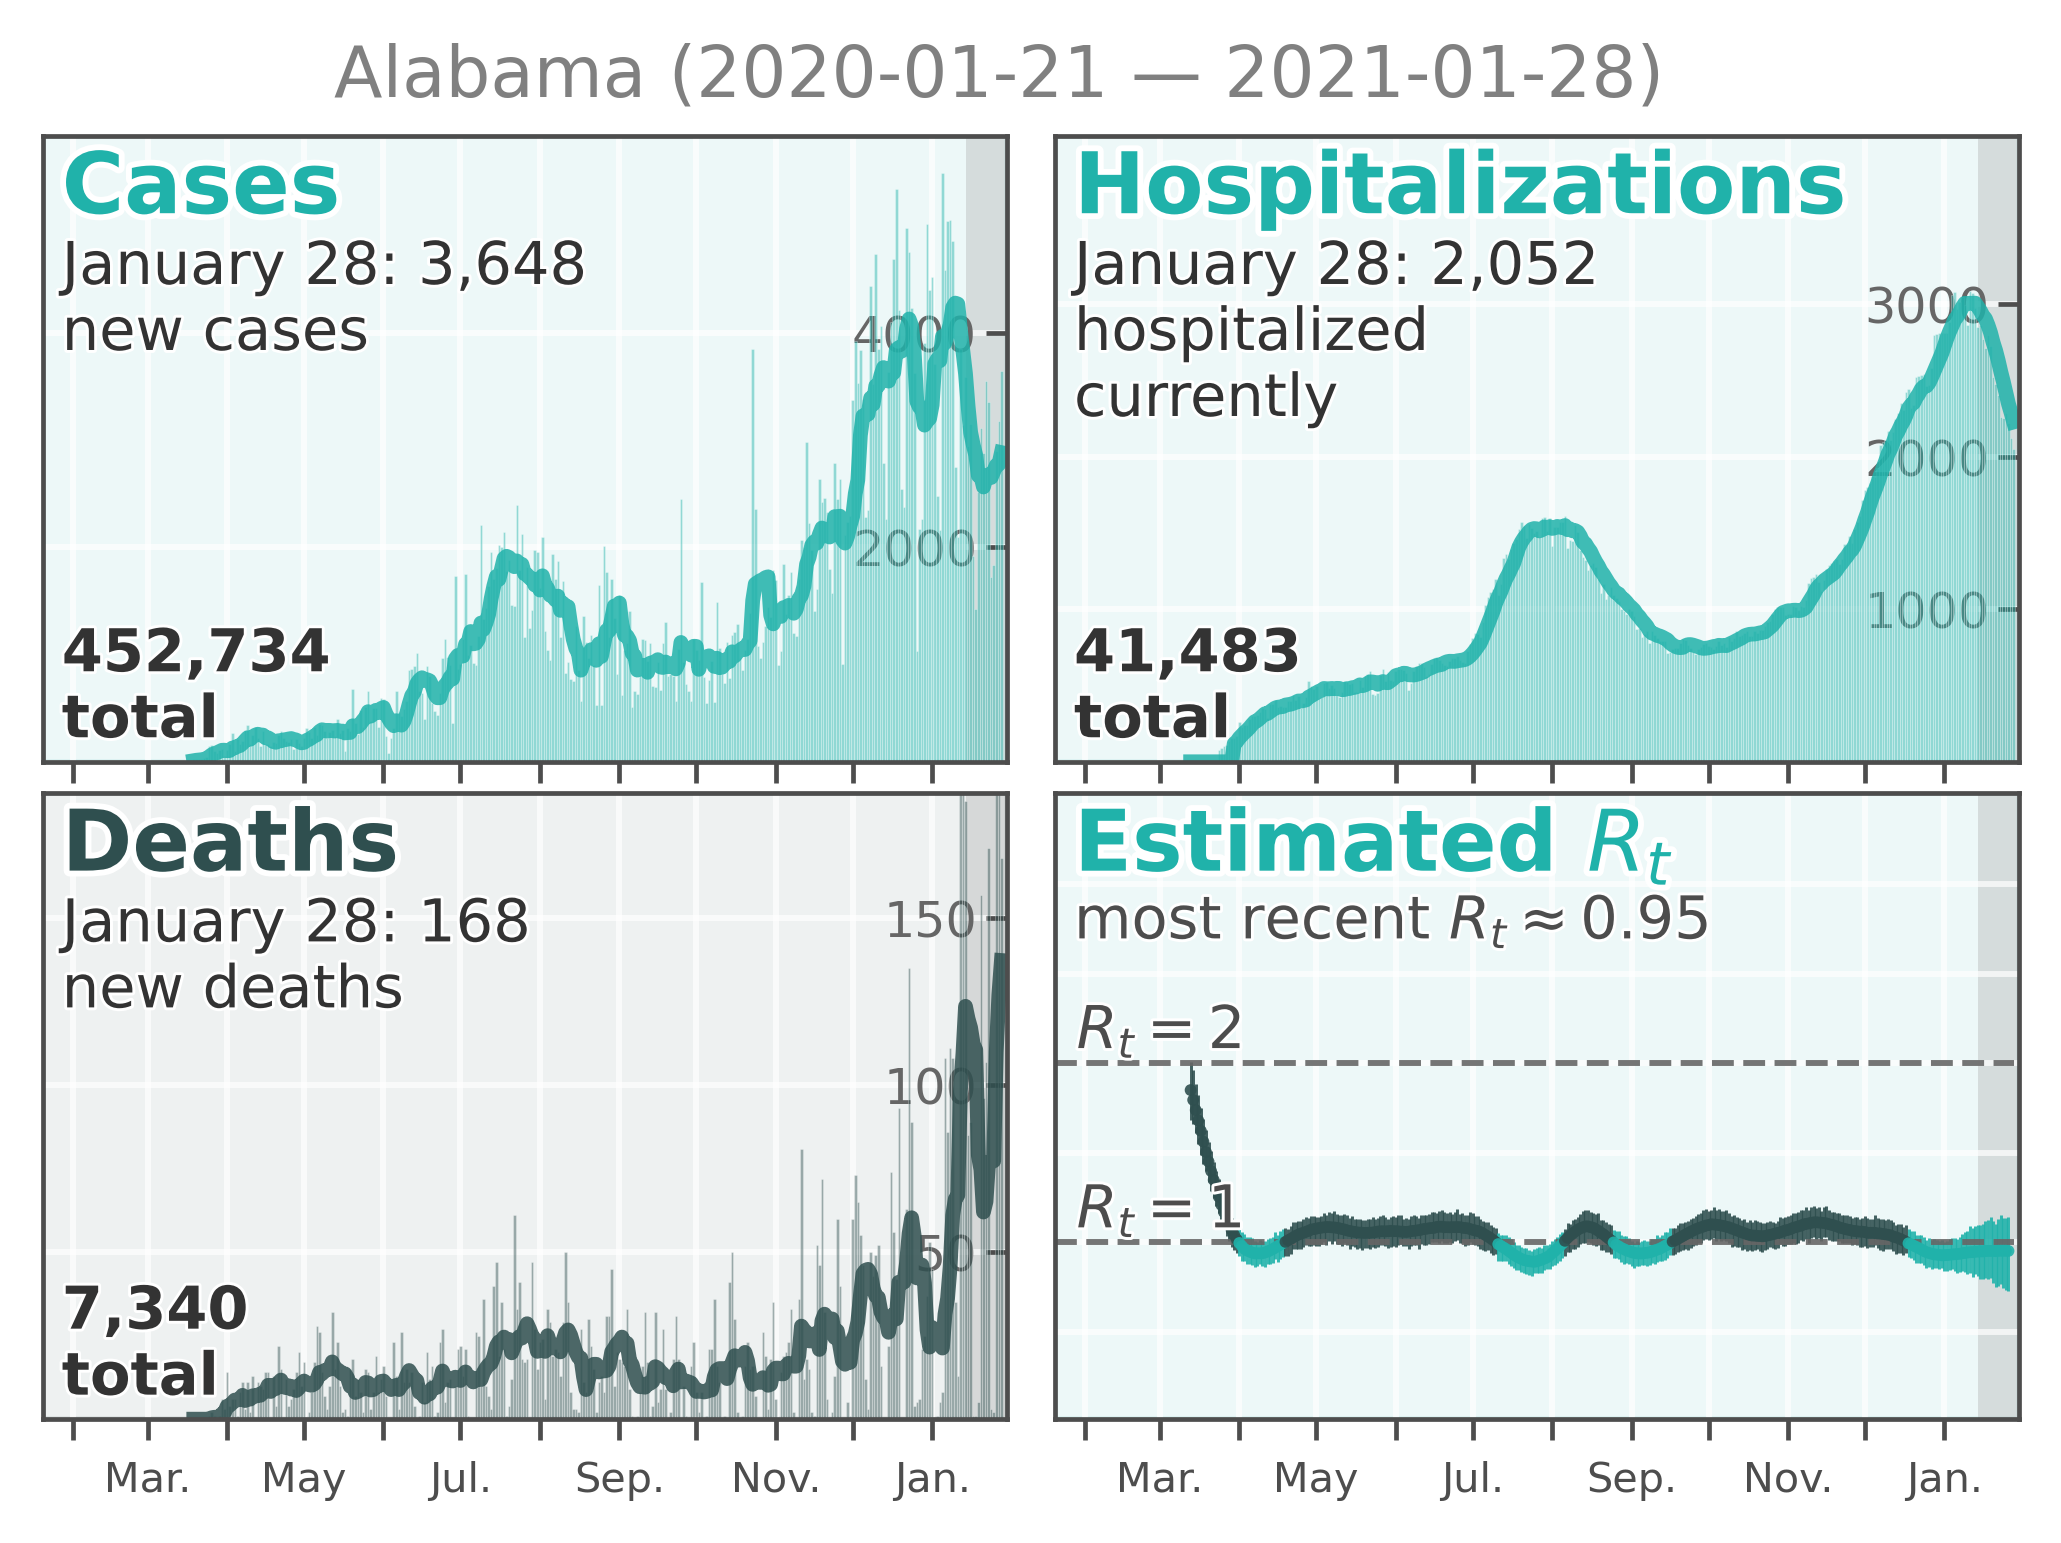 Alabama (2020-01-21 — 2021-01-28)
Cases
January 28: 3,648
new cases
4000
2000
452,734
total
Hospitalizations
January 28: 2,052
hospitalized
currently
3000
2000
1000
41,483
total
Deaths
January 28: 168
new deaths
150
100
50
7,340
total
Mar. May Jul. Sep. Nov. Jan.
Estimated Rₜ
most recent Rₜ ≈ 0.95
Rₜ = 2
Rₜ = 1
Mar. May Jul. Sep. Nov. Jan.